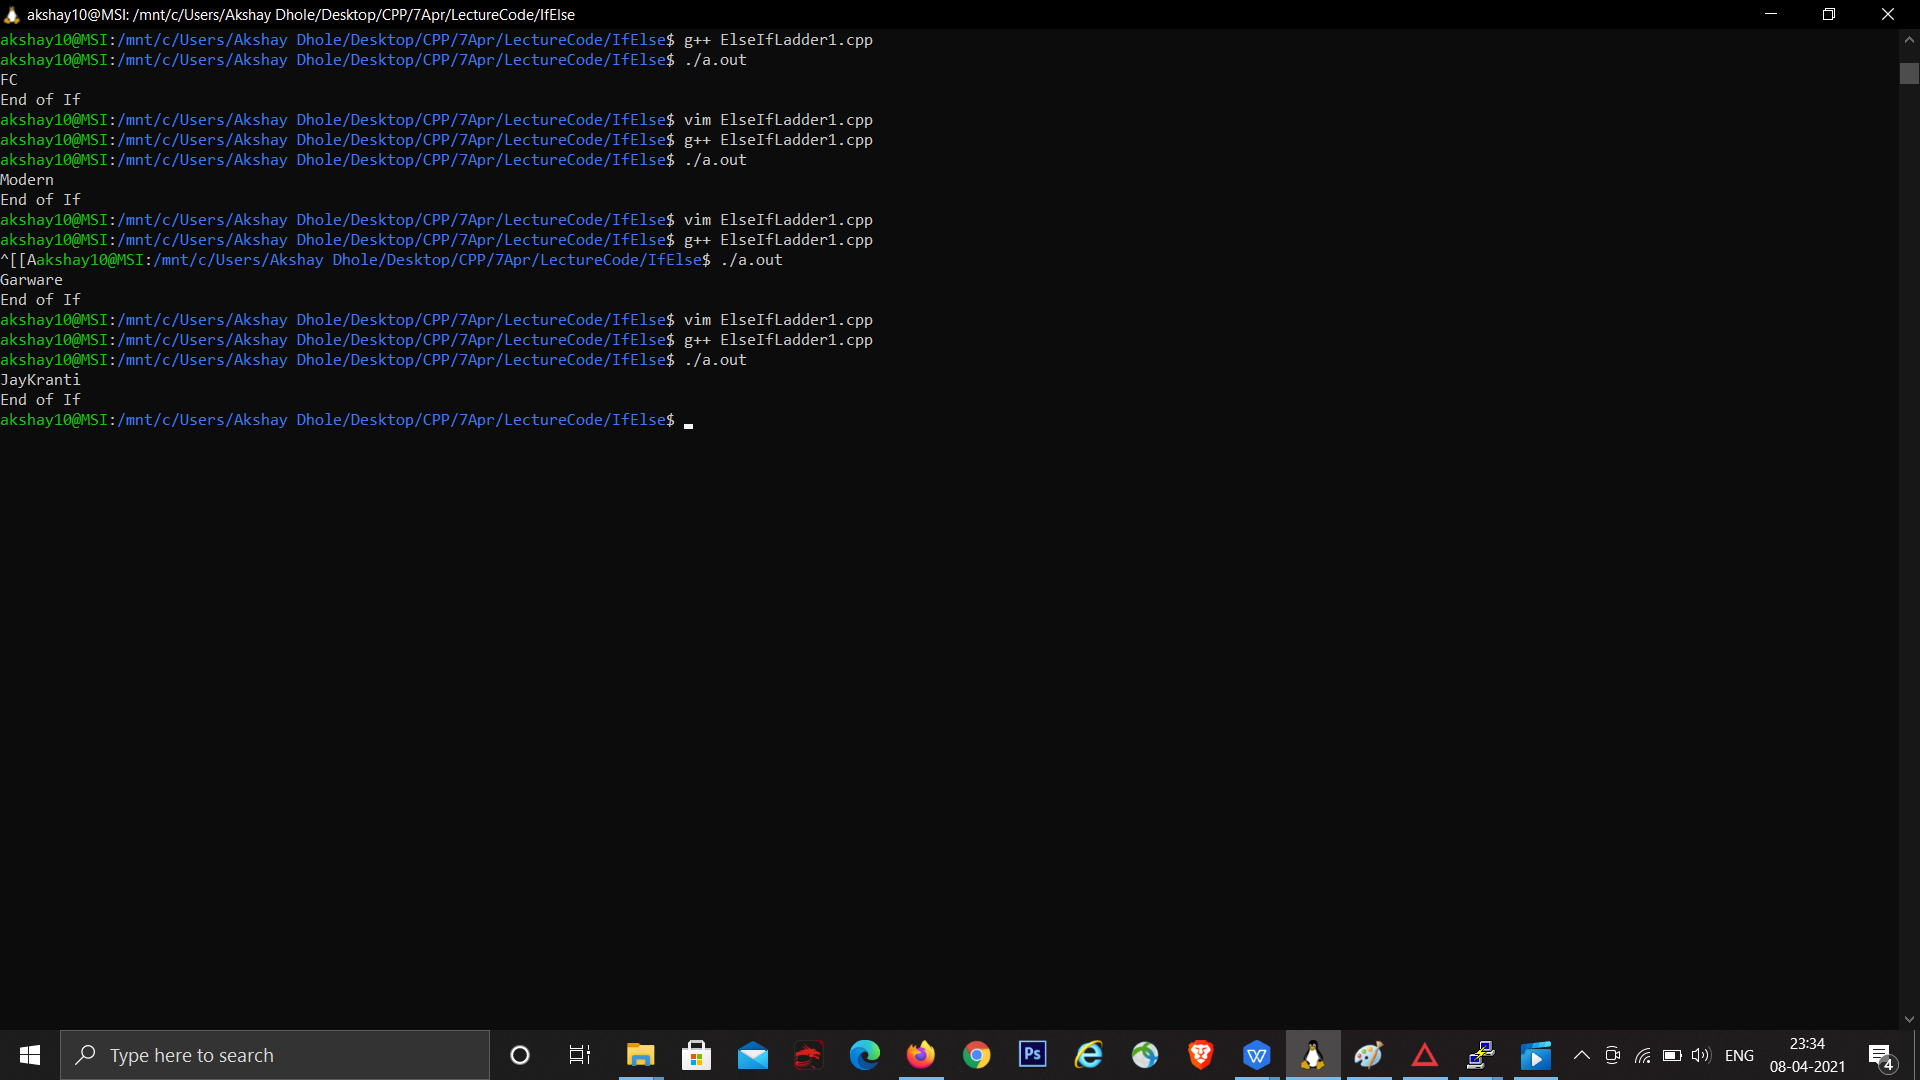 akshay10@MSI: /mnt/c/Users/Akshay Dhole/Desktop/CPP/7Apr/LectureCode/IfElse
akshay10@MSI:/mnt/c/Users/Akshay Dhole/Desktop/CPP/7Apr/LectureCode/IfElse$ g++ ElseIfLadder1.cpp
akshay10@MSI:/mnt/c/Users/Akshay Dhole/Desktop/CPP/7Apr/LectureCode/IfElse$ ./a.out
FC
End of If
akshay10@MSI:/mnt/c/Users/Akshay Dhole/Desktop/CPP/7Apr/LectureCode/IfElse$ vim ElseIfLadder1.cpp
akshay10@MSI:/mnt/c/Users/Akshay Dhole/Desktop/CPP/7Apr/LectureCode/IfElse$ g++ ElseIfLadder1.cpp
akshay10@MSI:/mnt/c/Users/Akshay Dhole/Desktop/CPP/7Apr/LectureCode/IfElse$ ./a.out
Modern
End of If
akshay10@MSI:/mnt/c/Users/Akshay Dhole/Desktop/CPP/7Apr/LectureCode/IfElse$ vim ElseIfLadder1.cpp
akshay10@MSI:/mnt/c/Users/Akshay Dhole/Desktop/CPP/7Apr/LectureCode/IfElse$ g++ ElseIfLadder1.cpp
^[[Aakshay10@MSI:/mnt/c/Users/Akshay Dhole/Desktop/CPP/7Apr/LectureCode/IfElse$ ./a.out
Garware
End of If
akshay10@MSI:/mnt/c/Users/Akshay Dhole/Desktop/CPP/7Apr/LectureCode/IfElse$ vim ElseIfLadder1.cpp
akshay10@MSI:/mnt/c/Users/Akshay Dhole/Desktop/CPP/7Apr/LectureCode/IfElse$ g++ ElseIfLadder1.cpp
akshay10@MSI:/mnt/c/Users/Akshay Dhole/Desktop/CPP/7Apr/LectureCode/IfElse$ ./a.out
JayKranti
End of If
akshay10@MSI:/mnt/c/Users/Akshay Dhole/Desktop/CPP/7Apr/LectureCode/IfElse$
Type here to search
Ps
W
ENG
23:34
08-04-2021
4